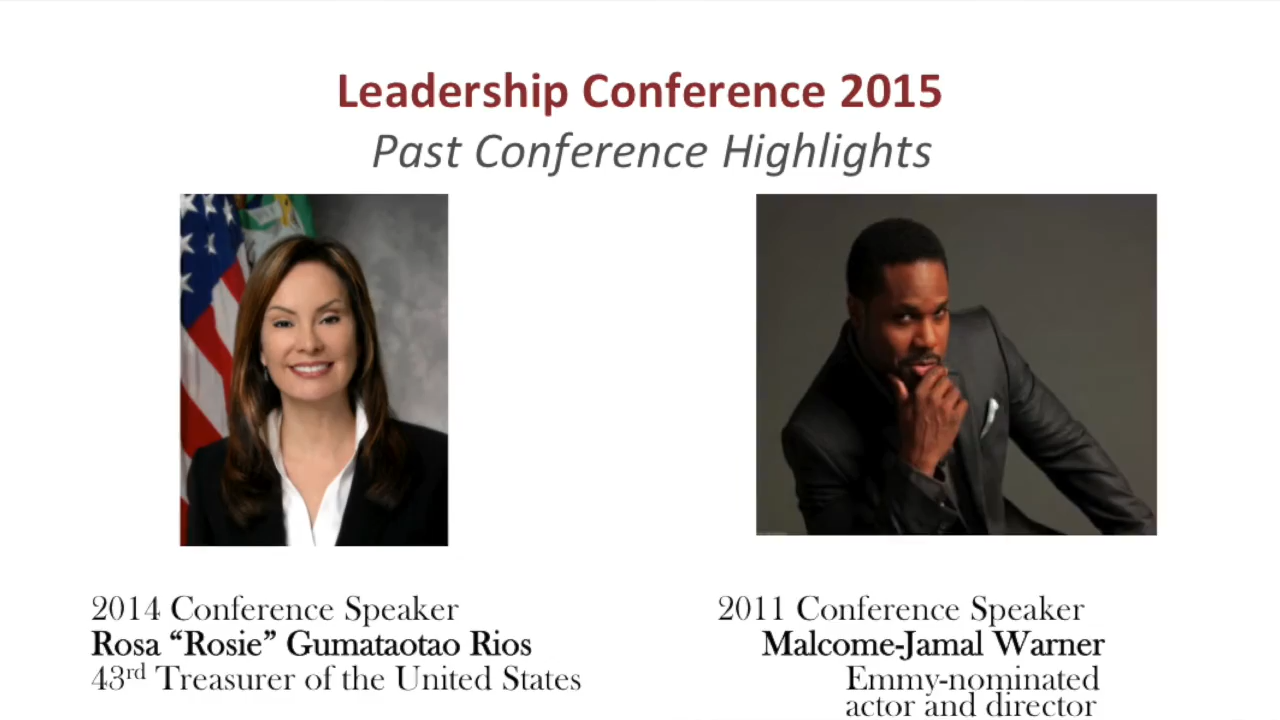 Leadership Conference 2015
Past Conference Highlights
2014 Conference Speaker
Rosa “Rosie” Gumataotao Rios
43rd Treasurer of the United States
2011 Conference Speaker
Malcome-Jamal Warner
Emmy-nominated
actor and director